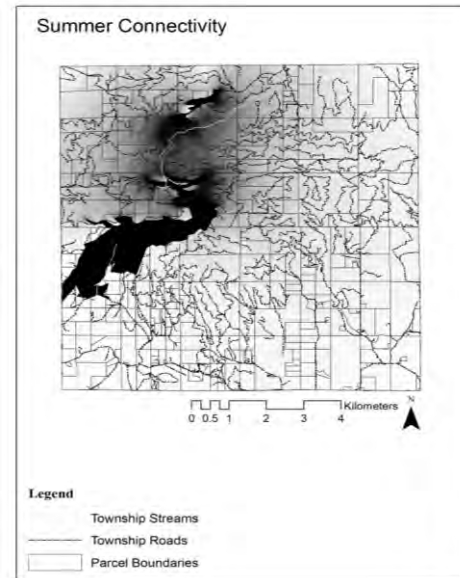 Summer Connectivity
Kilometers
0 0.5 1 2 3 4
N
Legend
Township Streams
Township Roads
Parcel Boundaries